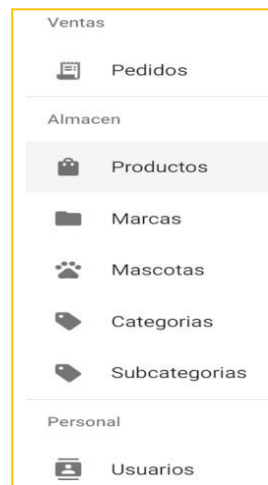 Ventas
Pedidos
Almacen
Productos
Marcas
Mascotas
Categorias
Subcategorias
Personal
Usuarios